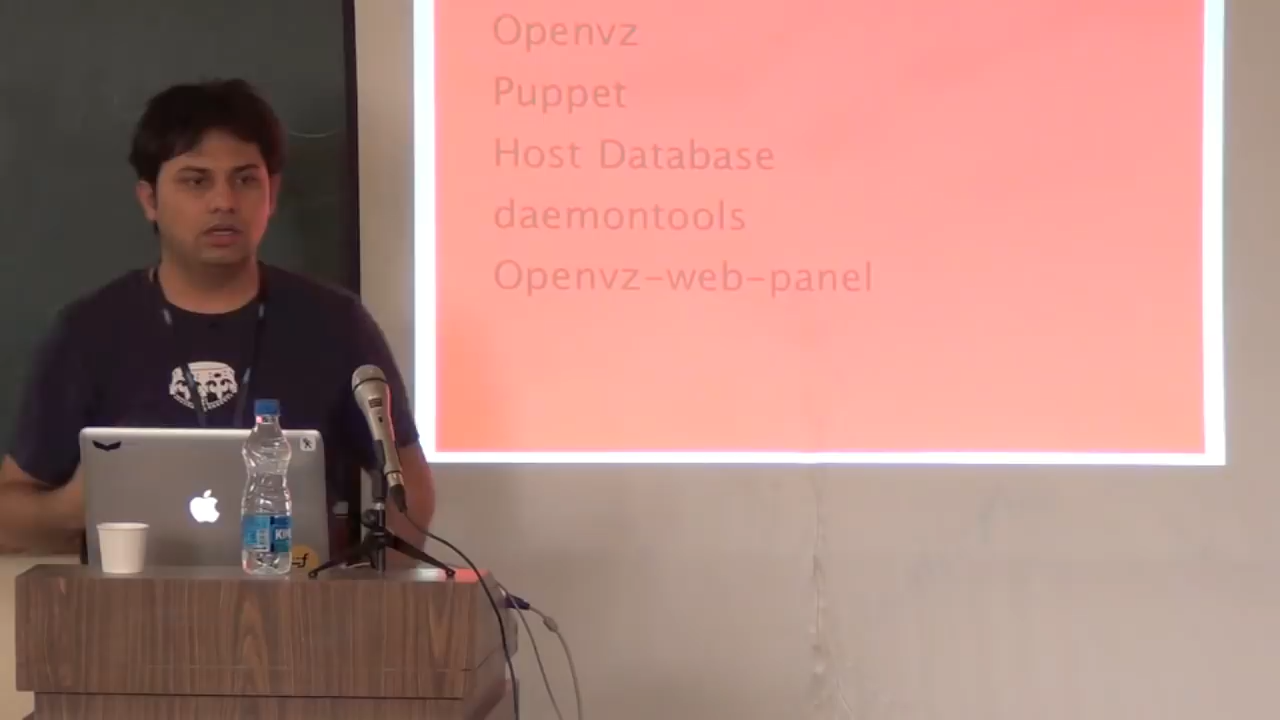 Openvz
Puppet
Host Database
daemontools
Openvz-web-panel